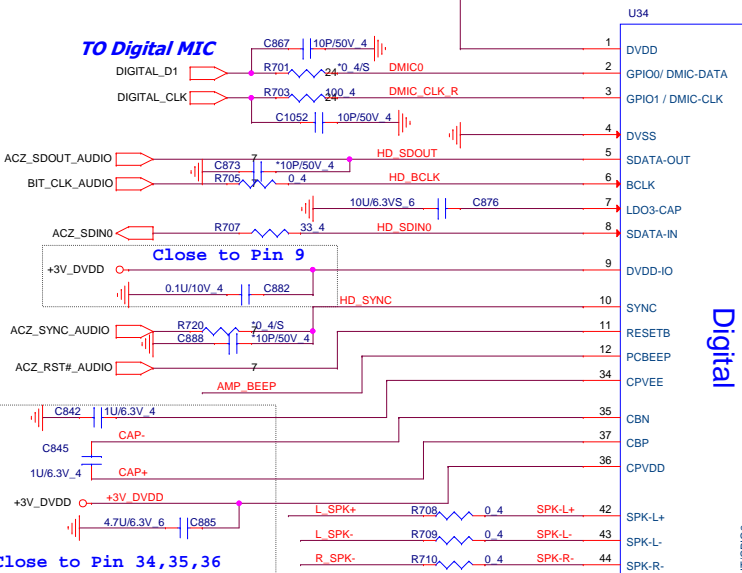 U34
TO Digital MIC
C867 10P/50V_4
1 DVDD
DIGITAL_D1 R701 24 *0_4/S DMIC0 2 GPIO0/ DMIC-DATA
DIGITAL_CLK R703 24 100_4 DMIC_CLK_R 3 GPIO1 / DMIC-CLK
C1052 10P/50V_4
4 DVSS
ACZ_SDOUT_AUDIO 7 HD_SDOUT 5 SDATA-OUT
C873 *10P/50V_4
BIT_CLK_AUDIO R705 7 0_4 HD_BCLK 6 BCLK
10U/6.3VS_6 C876 7 LDO3-CAP
ACZ_SDIN0 R707 33_4 HD_SDIN0 8 SDATA-IN
Close to Pin 9
+3V_DVDD 9 DVDD-IO
0.1U/10V_4 C882
HD_SYNC 10 SYNC
ACZ_SYNC_AUDIO R720 7 *0_4/S 11 RESETB
C888 *10P/50V_4
12 PCBEEP
ACZ_RST#_AUDIO 7
34 CPVEE
AMP_BEEP
C842 1U/6.3V_4 35 CBN
CAP- 37 CBP
C845
36 CPVDD
1U/6.3V_4 CAP+
+3V_DVDD +3V_DVDD
L_SPK+ R708 0_4 SPK-L+ 42 SPK-L+
4.7U/6.3V_6 C885
L_SPK- R709 0_4 SPK-L- 43 SPK-L-
Close to Pin 34,35,36
R_SPK- R710 0_4 SPK-R- 44 SPK-R-
Digital